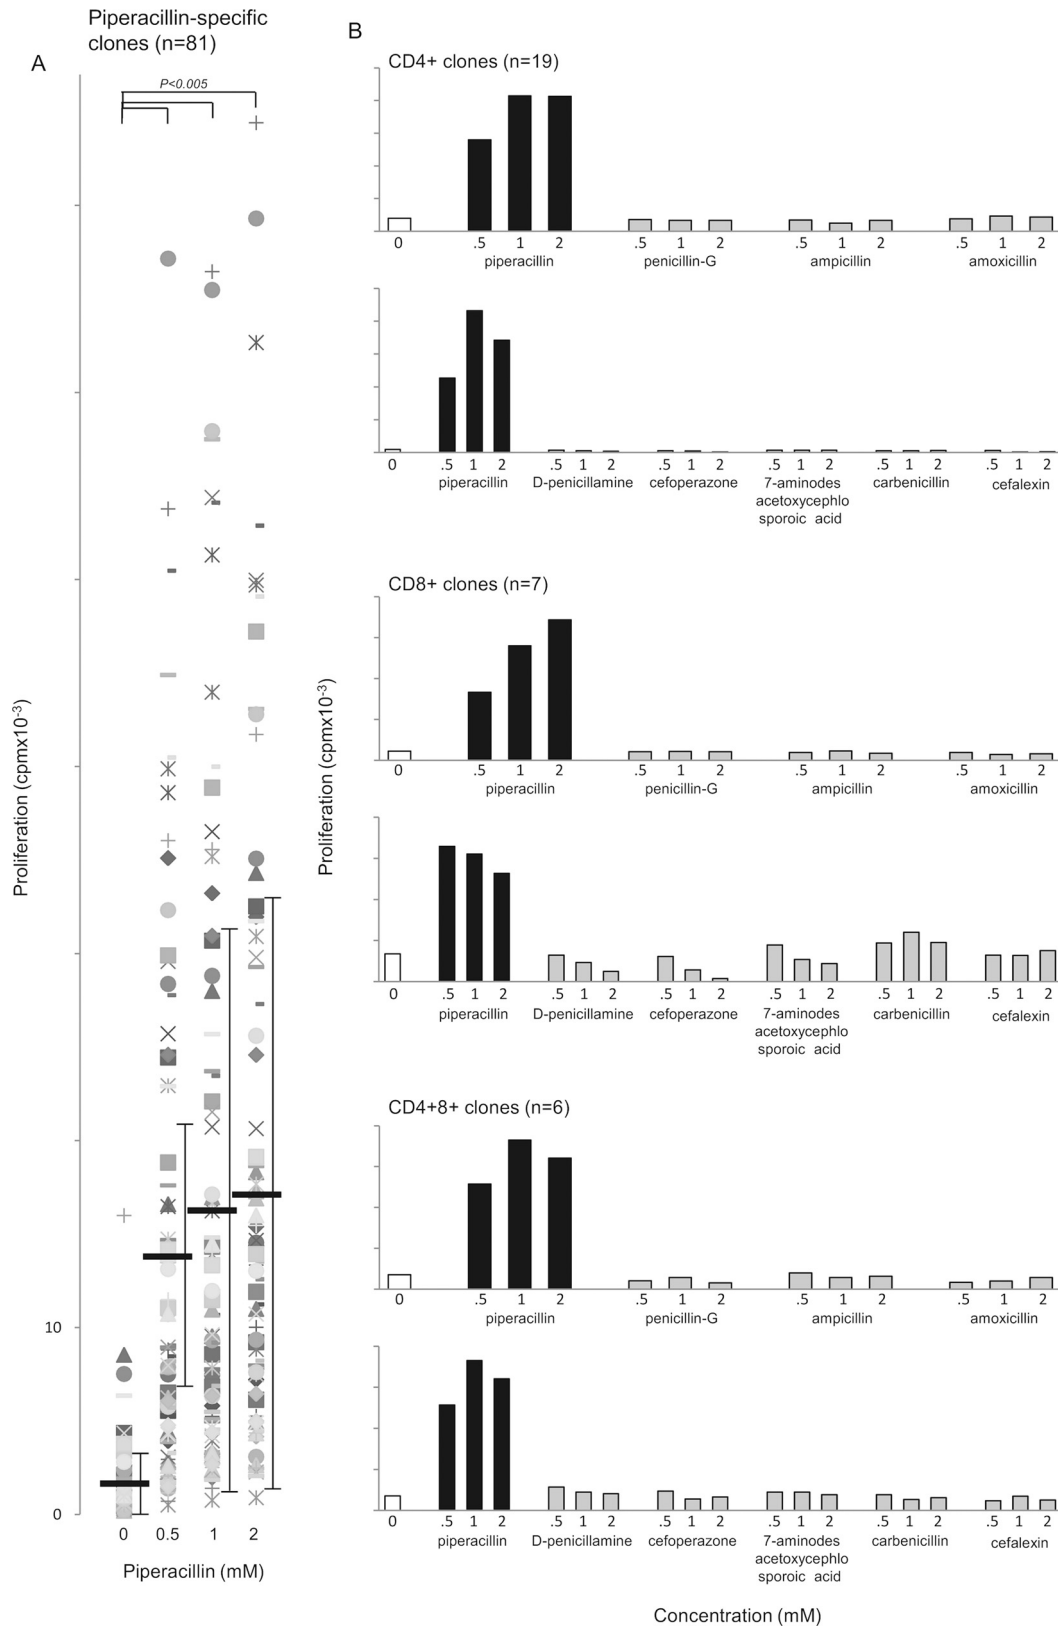 Piperacillin-specific
clones (n=81)
A
P<0.005
Proliferation (cpmx10-3)
10
0
0 0.5 1 2
Piperacillin (mM)
B
Proliferation (cpmx10-3)
CD4+ clones (n=19)
0 .5 1 2 .5 1 2 .5 1 2 .5 1 2
piperacillin penicillin-G ampicillin amoxicillin
0 .5 1 2 .5 1 2 .5 1 2 .5 1 2 .5 1 2 .5 1 2
piperacillin D-penicillamine cefoperazone 7-aminodes carbenicillin cefalexin
acetoxycephlo
sporoic acid
CD8+ clones (n=7)
0 .5 1 2 .5 1 2 .5 1 2 .5 1 2
piperacillin penicillin-G ampicillin amoxicillin
0 .5 1 2 .5 1 2 .5 1 2 .5 1 2 .5 1 2 .5 1 2
piperacillin D-penicillamine cefoperazone 7-aminodes carbenicillin cefalexin
acetoxycephlo
sporoic acid
CD4+8+ clones (n=6)
0 .5 1 2 .5 1 2 .5 1 2 .5 1 2
piperacillin penicillin-G ampicillin amoxicillin
0 .5 1 2 .5 1 2 .5 1 2 .5 1 2 .5 1 2 .5 1 2
piperacillin D-penicillamine cefoperazone 7-aminodes carbenicillin cefalexin
acetoxycephlo
sporoic acid
Concentration (mM)